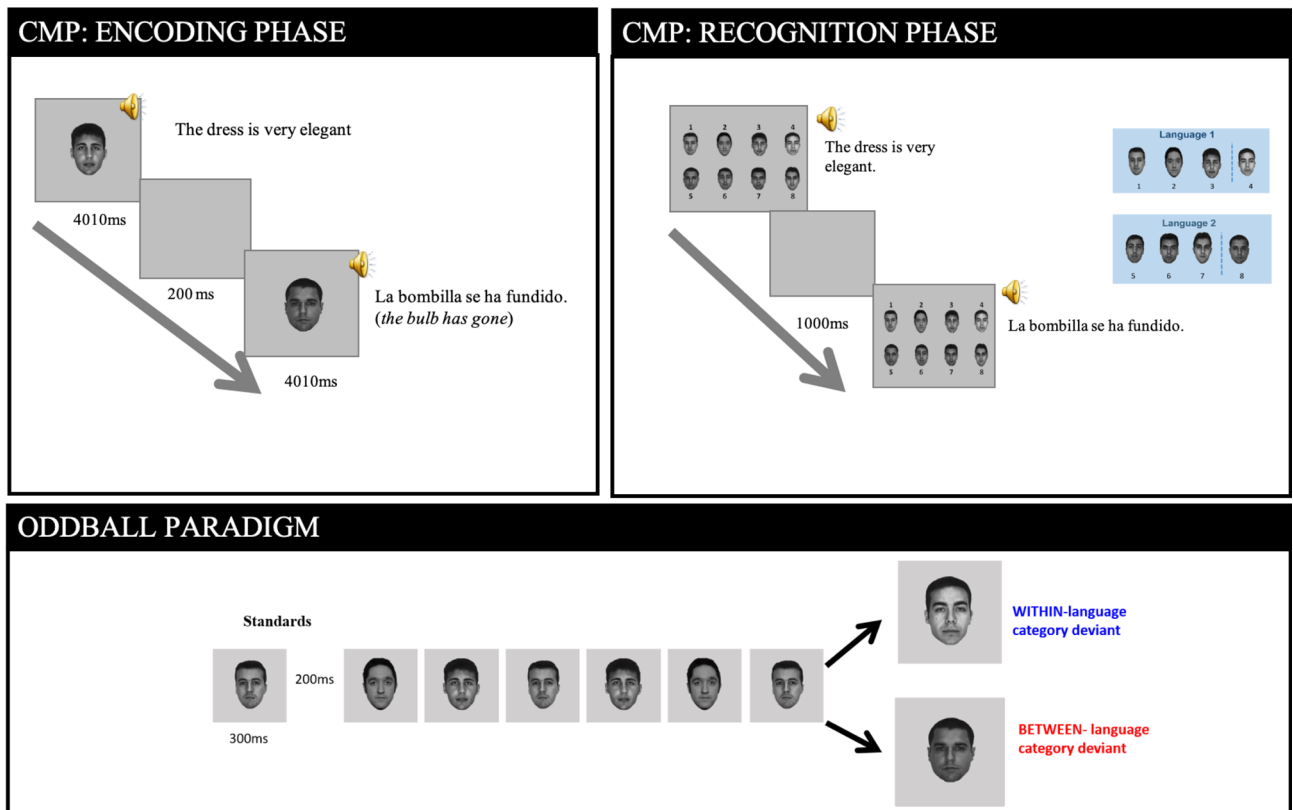 CMP: ENCODING PHASE
The dress is very elegant
4010ms
200 ms
La bombilla se ha fundido.
(the bulb has gone)
4010ms
CMP: RECOGNITION PHASE
1 2 3 4
5 6 7 8
The dress is very
elegant.
1000ms
1 2 3 4
5 6 7 8
La bombilla se ha fundido.
Language 1
1 2 3 4
Language 2
5 6 7 8
ODDBALL PARADIGM
Standards
200ms
300ms
WITHIN-language
category deviant
BETWEEN- language
category deviant